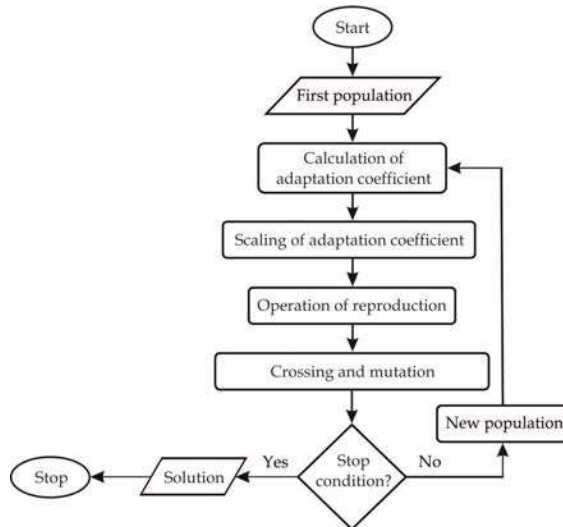 Start
First population
Calculation of
adaptation coefficient
Scaling of adaptation coefficient
Operation of reproduction
Crossing and mutation
New population
Stop
condition?
Yes
No
Solution
Stop